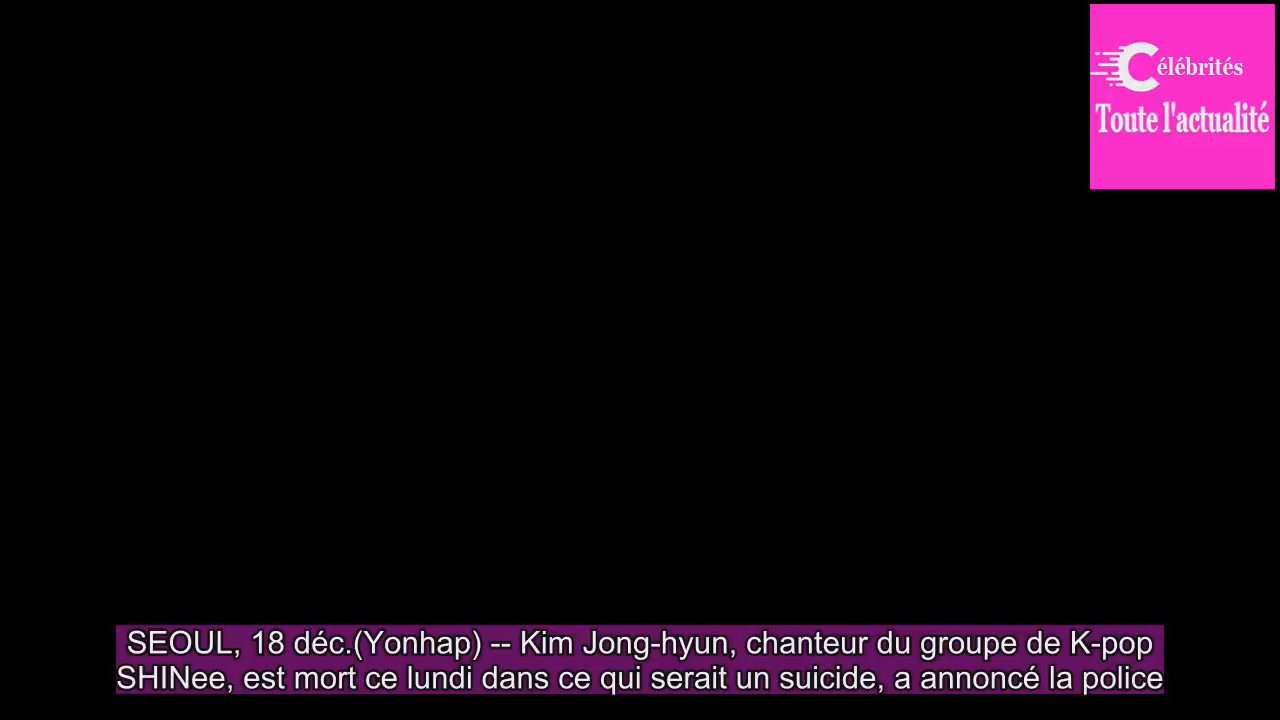 Célébrités
Toute l'actualité
SEOUL, 18 déc.(Yonhap) -- Kim Jong-hyun, chanteur du groupe de K-pop
SHINee, est mort ce lundi dans ce qui serait un suicide, a annoncé la police